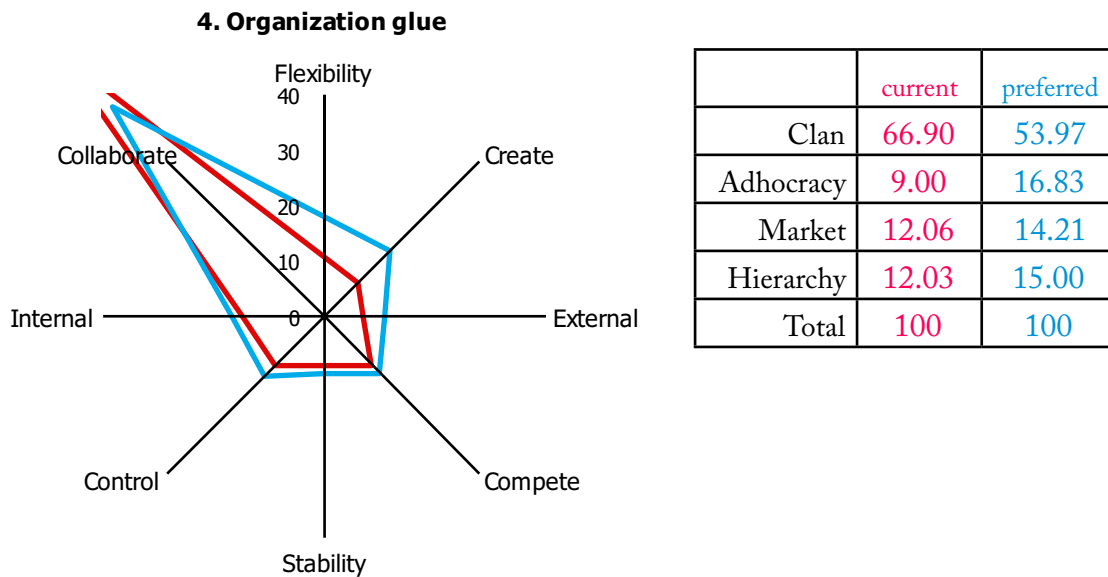 4. Organization glue
Flexibility
40
30
20
10
0
Collaborate
Create
Internal
External
Control
Compete
Stability
current preferred
Clan 66.90 53.97
Adhocracy 9.00 16.83
Market 12.06 14.21
Hierarchy 12.03 15.00
Total 100 100